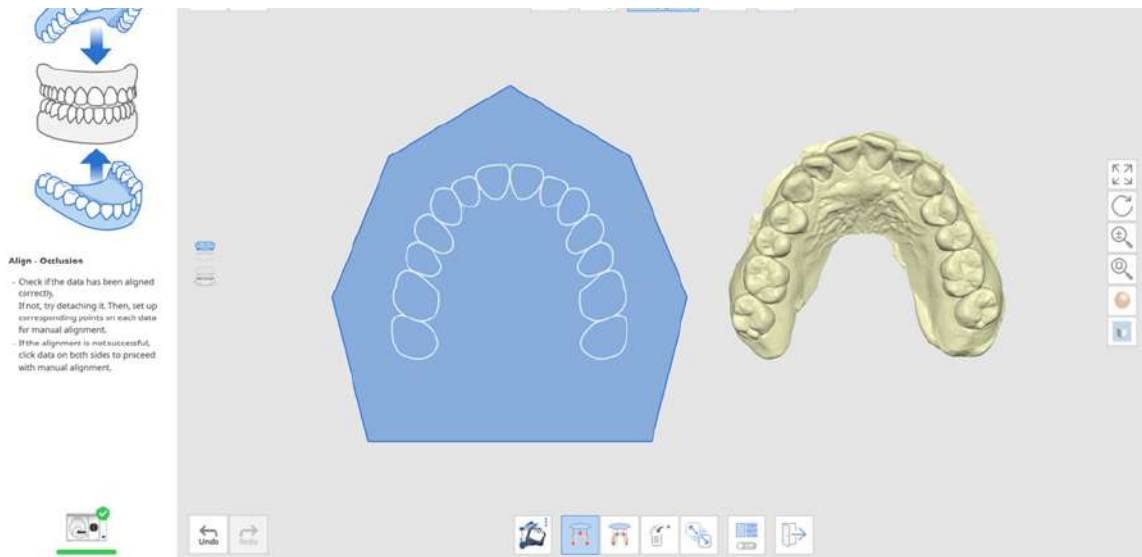 Align - Occlusion
- Check if the data has been aligned
correctly.
If not, try detaching it. Then, set up
corresponding points on each data
for manual alignment.
- If the alignment is not successful,
click data on both sides to proceed
with manual alignment.
Undo
Redo